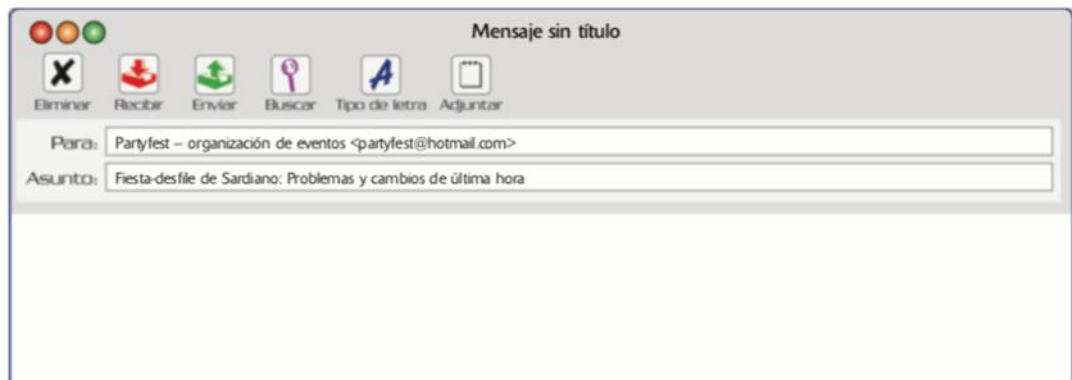 Mensaje sin título
Eliminar Recibir Enviar Buscar Tipo de letra Adjuntar
Para: Partyfest – organización de eventos <partyfest@hotmail.com>
Asunto: Fiesta-desfile de Sardiano: Problemas y cambios de última hora